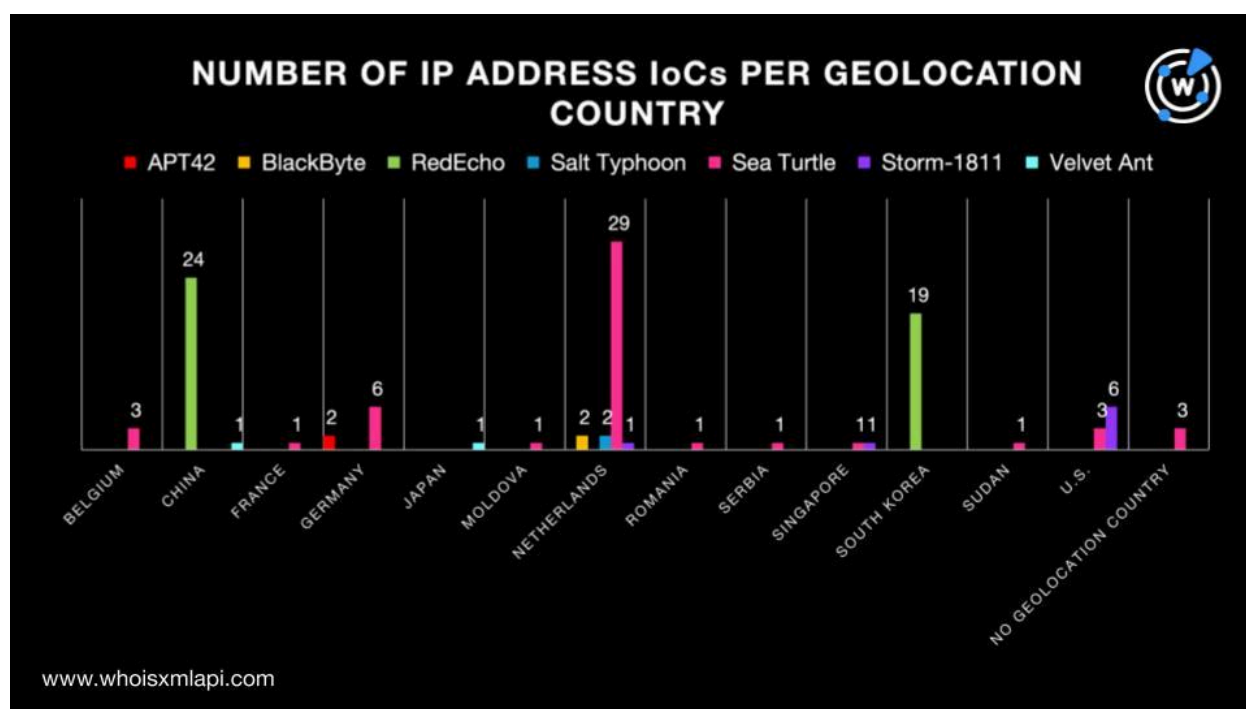 NUMBER OF IP ADDRESS IoCs PER GEOLOCATION
COUNTRY
W
APT42 BlackByte RedEcho Salt Typhoon Sea Turtle Storm-1811 Velvet Ant
29
24
19
6 6
3 2 2 2 3 3
1 1 1 1 1 1 1 11 1
BELGIUM
CHINA
FRANCE
GERMANY
JAPAN
MOLDOVA
NETHERLANDS
ROMANIA
SERBIA
SINGAPORE
SOUTH KOREA
SUDAN
U.S.
NO GEOLOCATION COUNTRY
www.whoisxmlapi.com